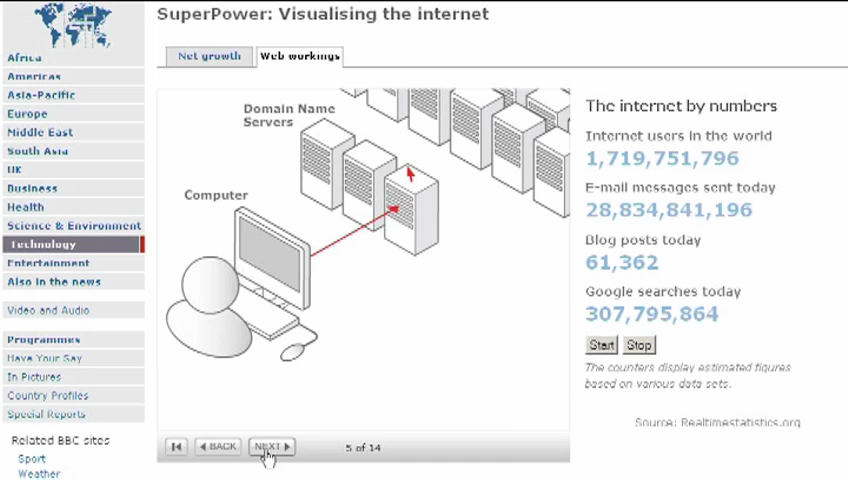 SuperPower: Visualising the internet
Net growth
Web workings
Africa
Americas
Asia-Pacific
Europe
Middle East
South Asia
UK
Business
Health
Science & Environment
Technology
Entertainment
Also in the news
Video and Audio
Programmes
Have Your Say
In Pictures
Country Profiles
Special Reports
Related BBC sites
Sport
Weather
Domain Name
Servers
Computer
BACK
NEXT
5 of 14
The internet by numbers
Internet users in the world
1,719,751,796
E-mail messages sent today
28,834,841,196
Blog posts today
61,362
Google searches today
307,795,864
Start
Stop
The counters display estimated figures
based on various data sets.
Source: Realtimestatistics.org